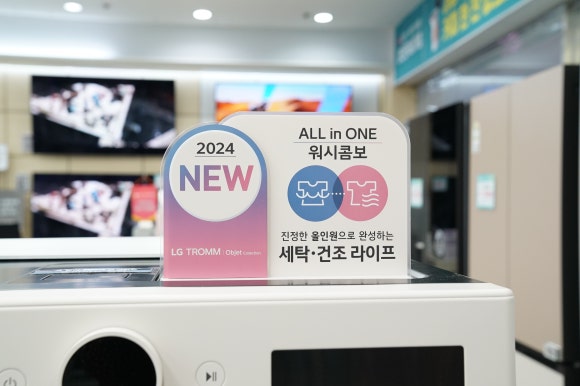 2024
NEW
LG TROMM | Objet Collection
ALL in ONE
워시콤보
진정한 올인원으로 완성하는
세탁·건조 라이프